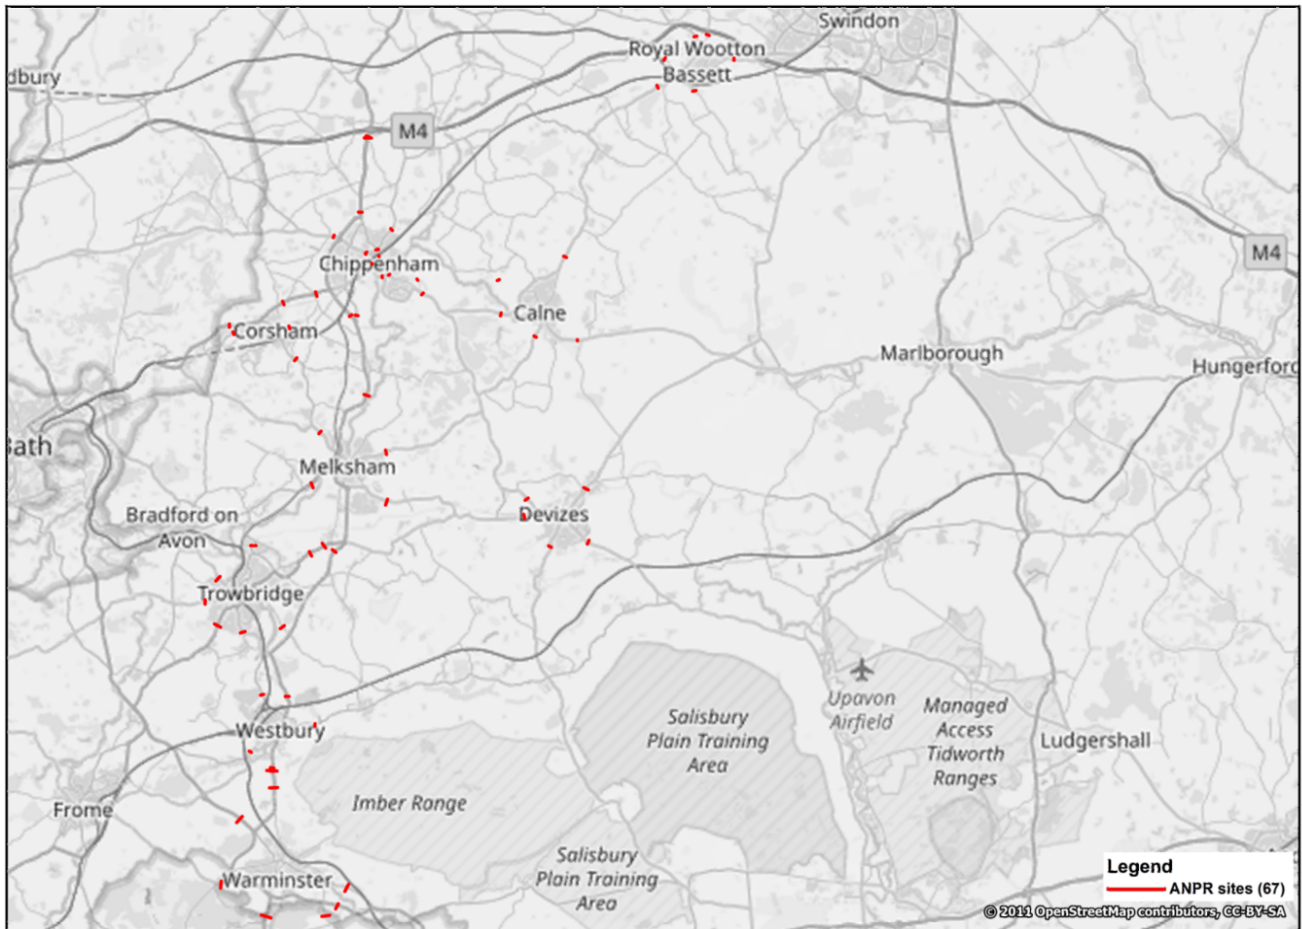 Swindon
Royal Wootton
Bassett
dbury
M4
M4
Chippenham
Calne
Corsham
Marlborough
Hungerford
Bath
Melksham
Bradford on
Avon
Devizes
Trowbridge
Upavon
Airfield
Managed
Access
Tidworth
Ranges
Salisbury
Plain Training
Area
Westbury
Ludgershall
Imber Range
Frome
Salisbury
Plain Training
Area
Warminster
Legend
ANPR sites (67)
© 2011 OpenStreetMap contributors, CC-BY-SA